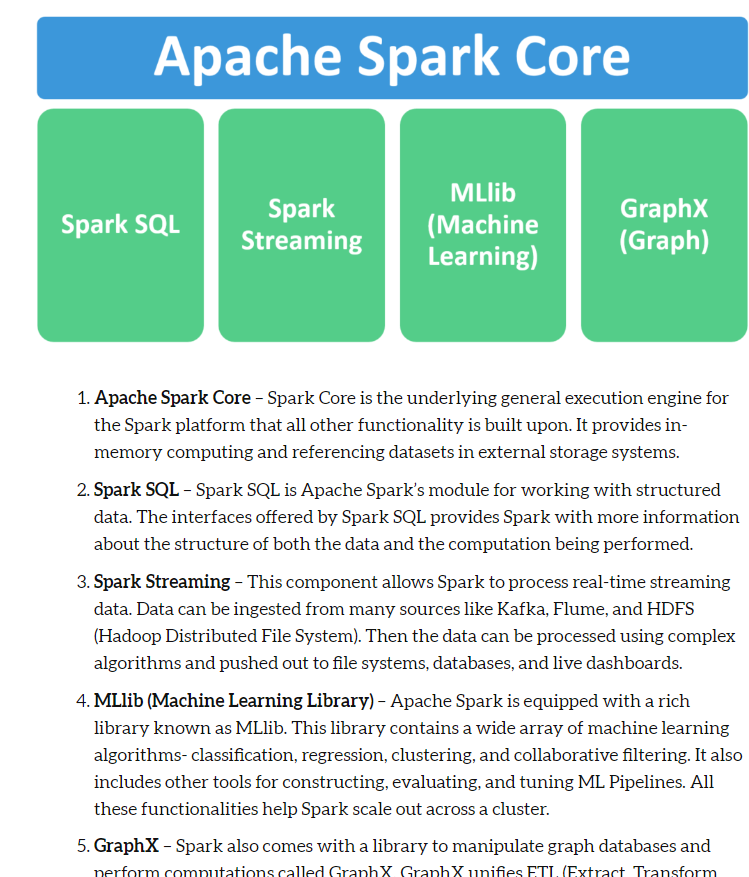 Apache Spark Core
Spark SQL
Spark
Streaming
MLlib
(Machine
Learning)
GraphX
(Graph)
1. Apache Spark Core – Spark Core is the underlying general execution engine for
the Spark platform that all other functionality is built upon. It provides in-
memory computing and referencing datasets in external storage systems.
2. Spark SQL – Spark SQL is Apache Spark’s module for working with structured
data. The interfaces offered by Spark SQL provides Spark with more information
about the structure of both the data and the computation being performed.
3. Spark Streaming – This component allows Spark to process real-time streaming
data. Data can be ingested from many sources like Kafka, Flume, and HDFS
(Hadoop Distributed File System). Then the data can be processed using complex
algorithms and pushed out to file systems, databases, and live dashboards.
4. MLlib (Machine Learning Library) – Apache Spark is equipped with a rich
library known as MLlib. This library contains a wide array of machine learning
algorithms- classification, regression, clustering, and collaborative filtering. It also
includes other tools for constructing, evaluating, and tuning ML Pipelines. All
these functionalities help Spark scale out across a cluster.
5. GraphX – Spark also comes with a library to manipulate graph databases and
perform computations called GraphX. GraphX unifies ETL (Extract, Transform,